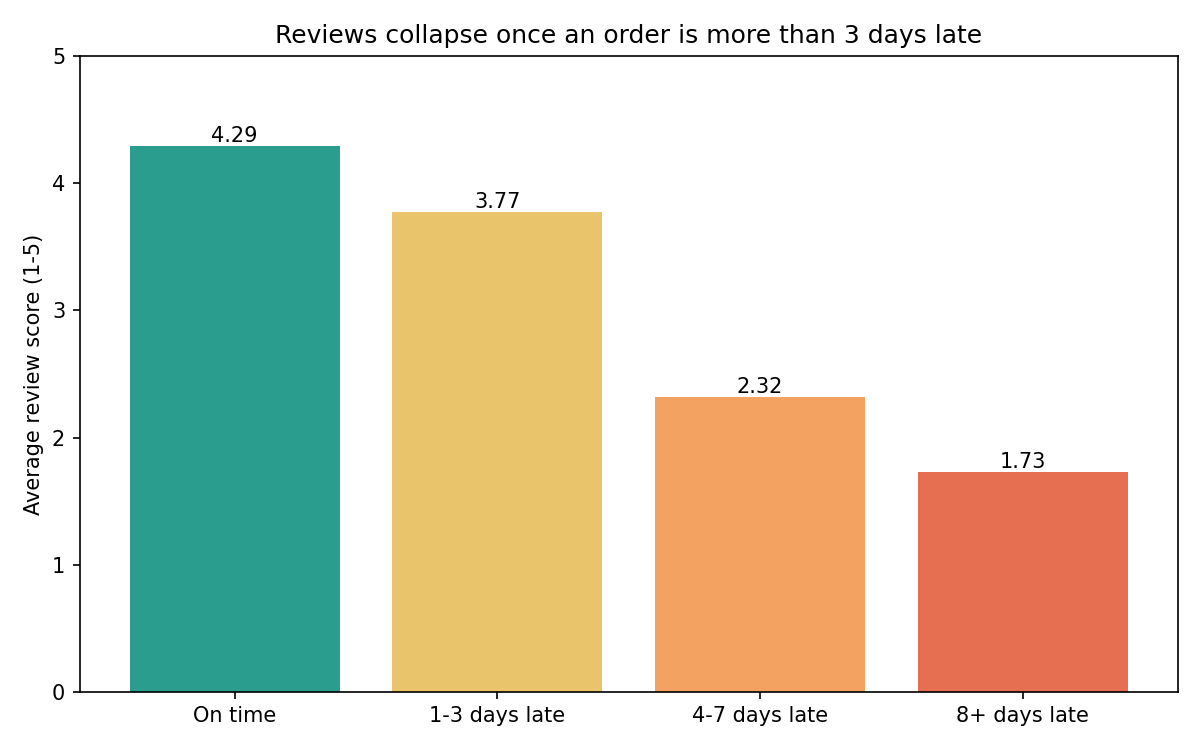 Reviews collapse once an order is more than 3 days late
Average review score (1-5)
5
4
3
2
1
0
4.29
3.77
2.32
1.73
On time
1-3 days late
4-7 days late
8+ days late